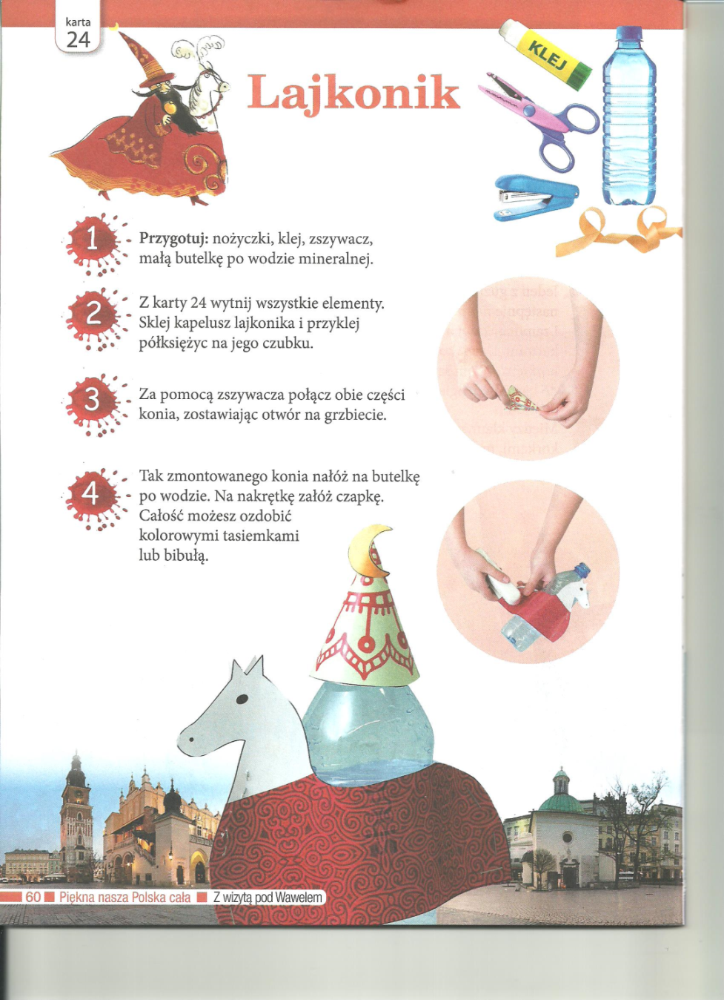 karta
24
Lajkonik
KLEJ
1
Przygotuj: nożyczki, klej, zszywacz,
małą butelkę po wodzie mineralnej.
2
Z karty 24 wytnij wszystkie elementy.
Sklej kapelusz lajkonika i przyklej
półksiężyc na jego czubku.
3
Za pomocą zszywacza połącz obie części
konia, zostawiając otwór na grzbiecie.
4
Tak zmontowanego konia nałóż na butelkę
po wodzie. Na nakrętkę załóż czapkę.
Całość możesz ozdobić
kolorowymi tasiemkami
lub bibułą.
60 Piękna nasza Polska cała Z wizytą pod Wawelem